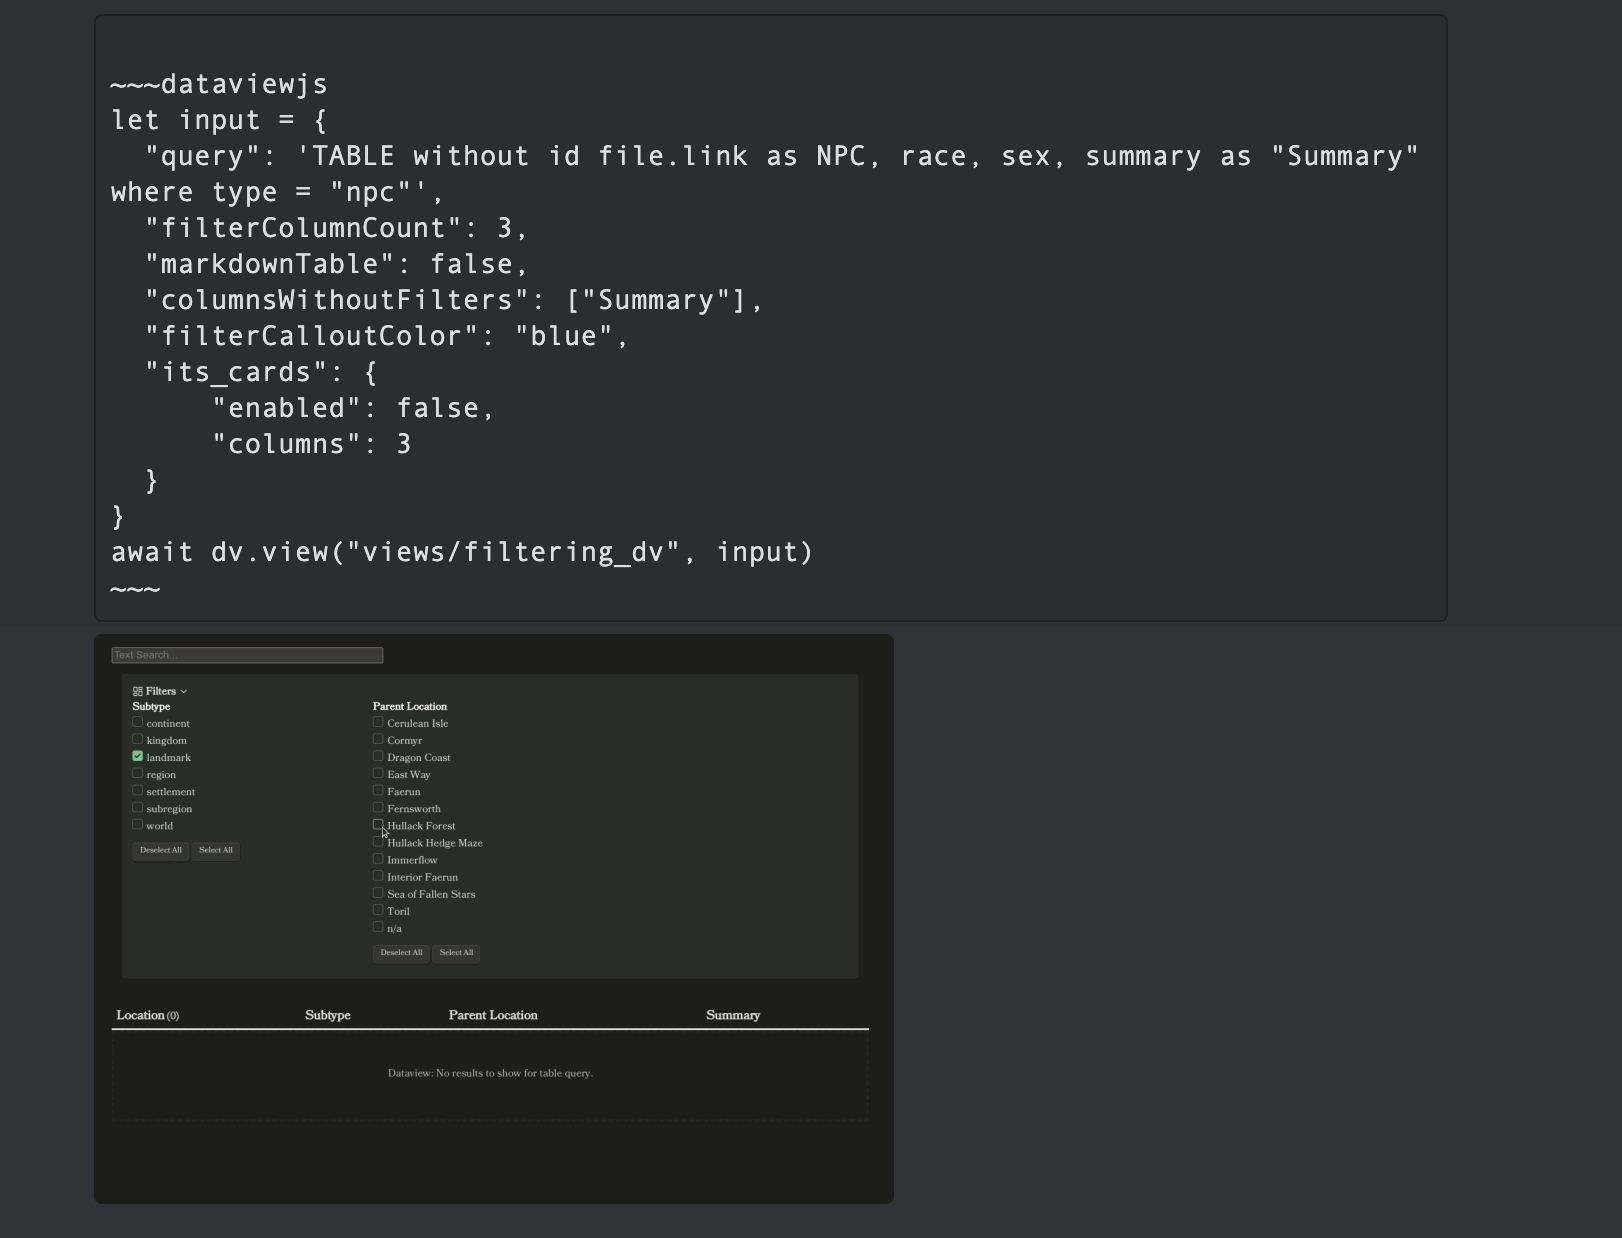 ~~~dataviewjs
let input = {
  "query": 'TABLE without id file.link as NPC, race, sex, summary as "Summary"
where type = "npc"',
  "filterColumnCount": 3,
  "markdownTable": false,
  "columnsWithoutFilters": ["Summary"],
  "filterCalloutColor": "blue",
  "its_cards": {
      "enabled": false,
      "columns": 3
  }
}
await dv.view("views/filtering_dv", input)
~~~
Text Search...
Filters
Subtype
continent
kingdom
landmark
region
settlement
subregion
world
Deselect All Select All
Parent Location
Cerulean Isle
Cormyr
Dragon Coast
East Way
Faerun
Fernsworth
Hullack Forest
Hullack Hedge Maze
Immerflow
Interior Faerun
Sea of Fallen Stars
Toril
n/a
Deselect All Select All
Location (0) Subtype Parent Location Summary
Dataview: No results to show for table query.